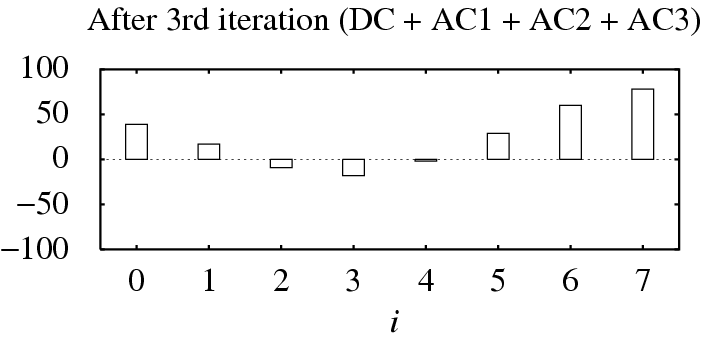 After 3rd iteration (DC + AC1 + AC2 + AC3)
100
50
0
−50
−100
0 1 2 3 4 5 6 7
i